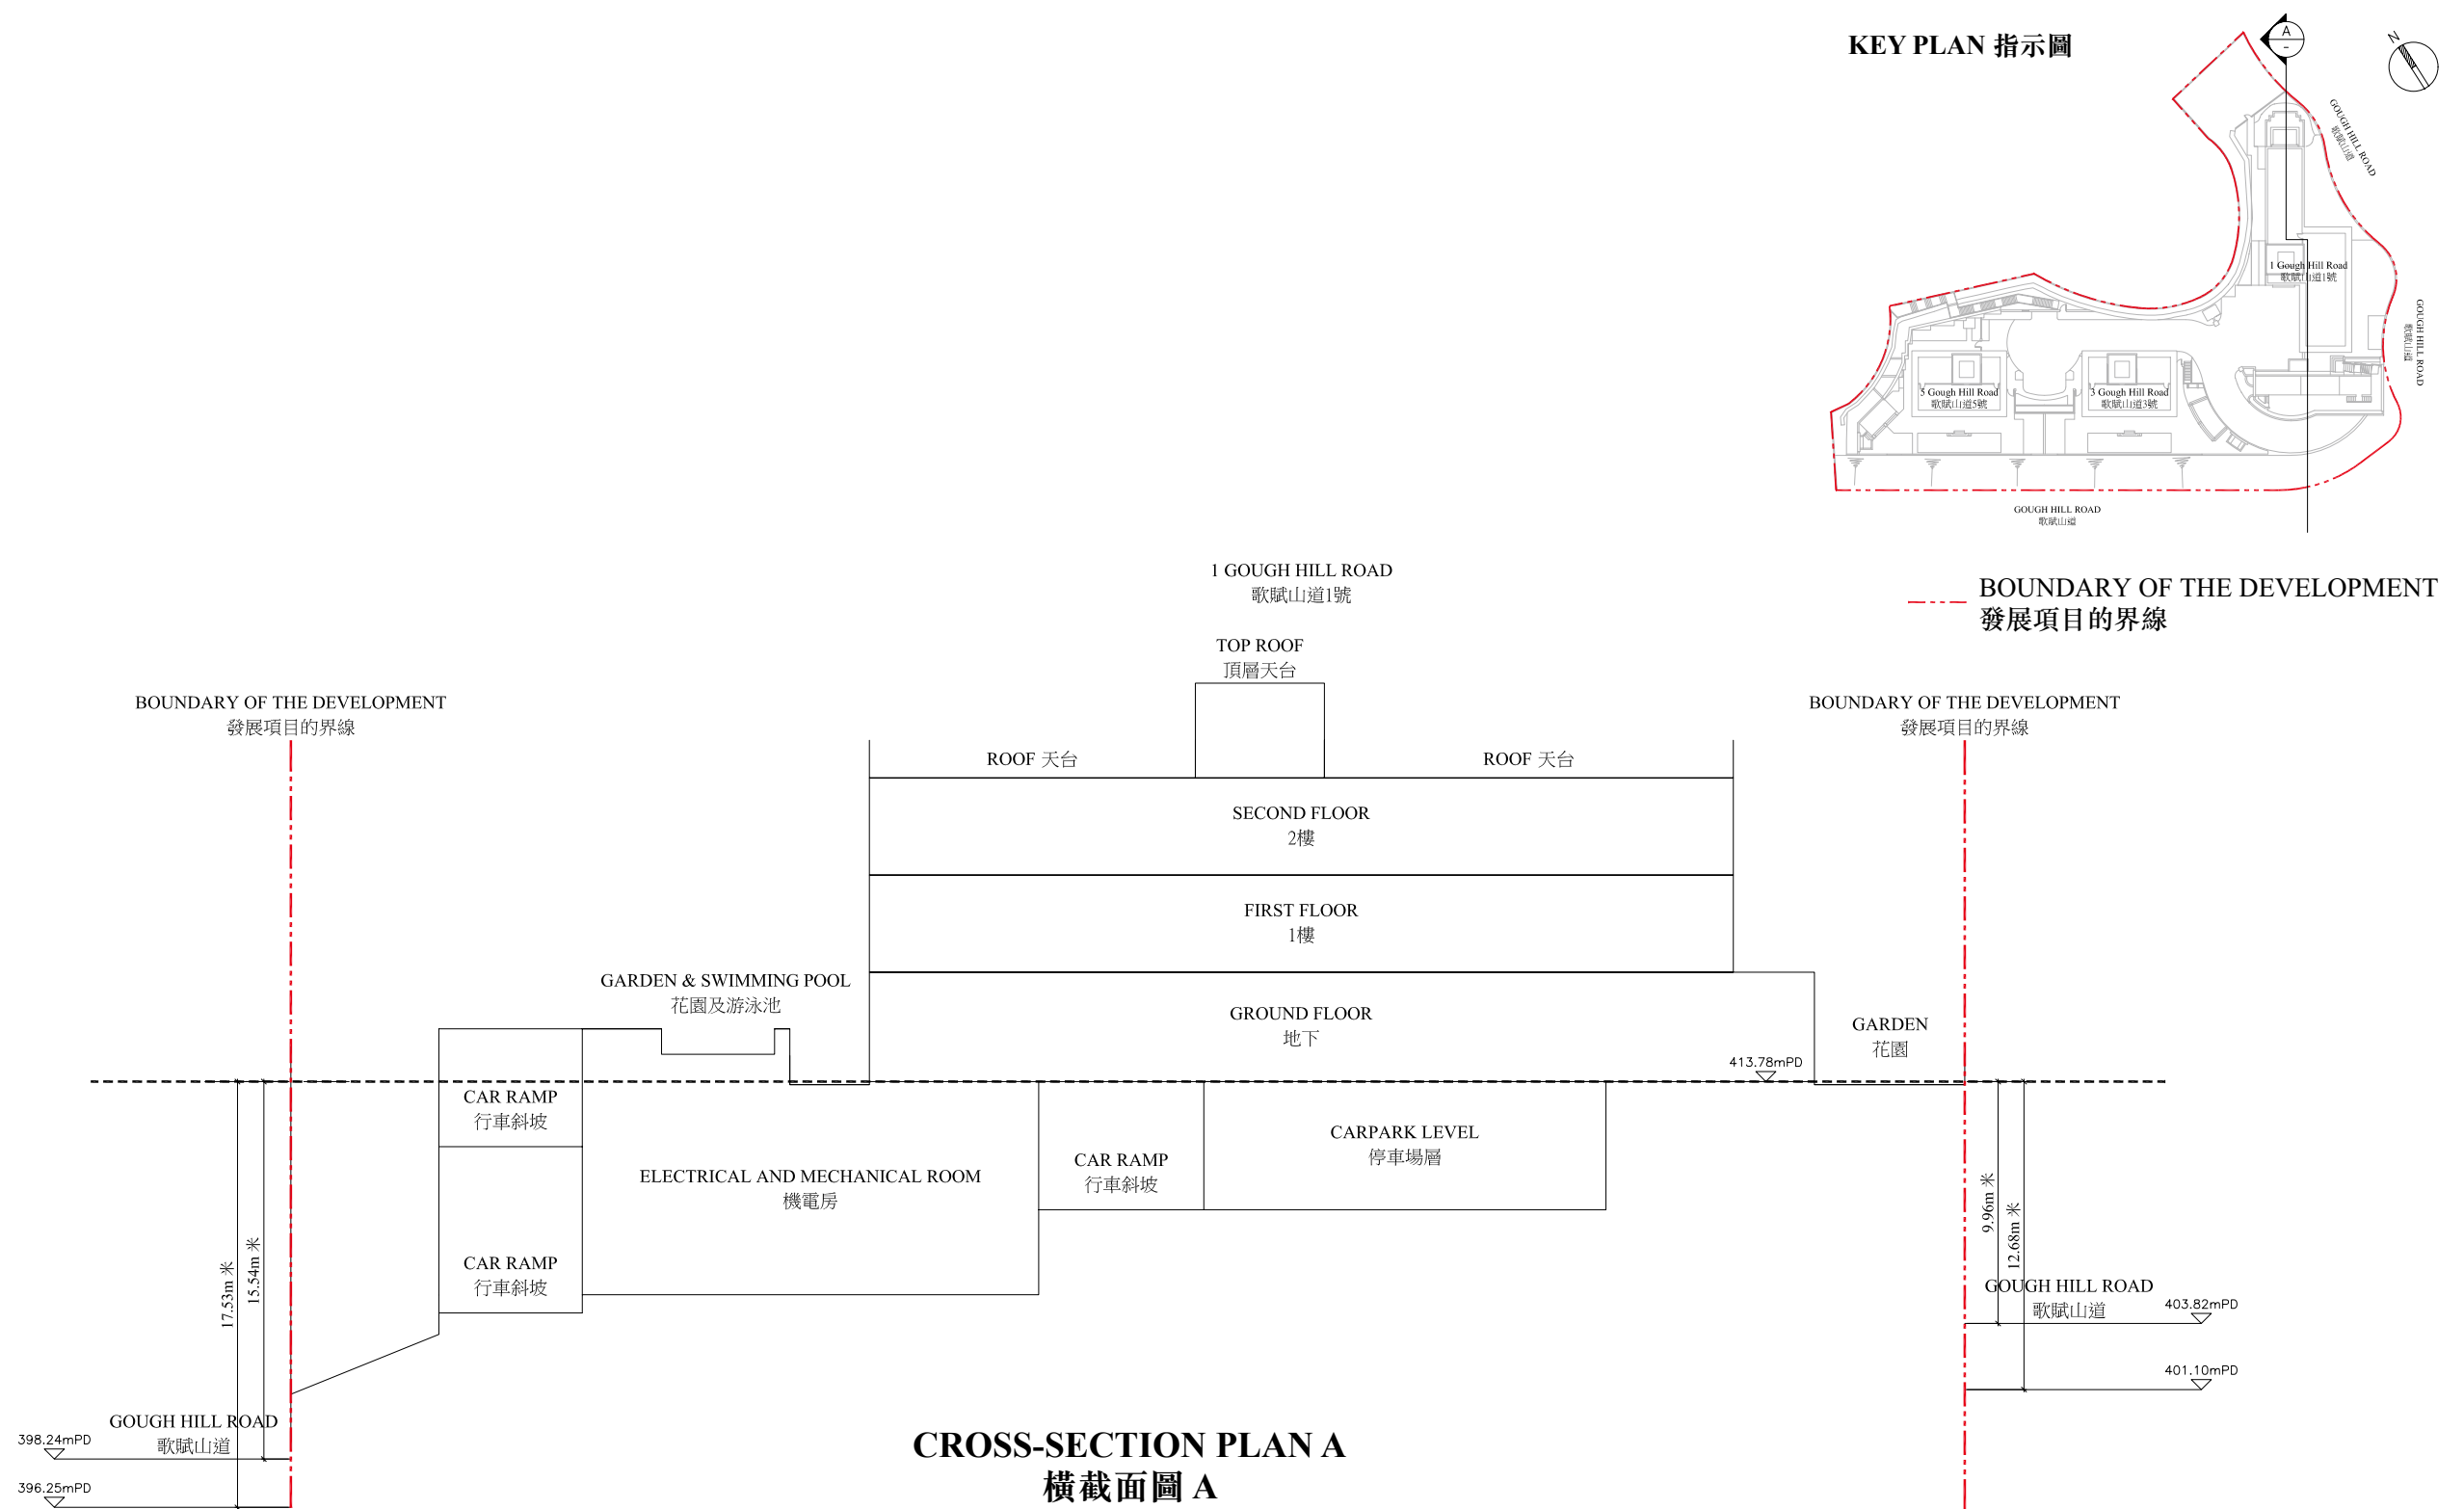 KEY PLAN 指示圖
A
-
N
GOUGH HILL ROAD
歌賦山道
1 Gough Hill Road
歌賦山道1號
GOUGH HILL ROAD
歌賦山道
5 Gough Hill Road
歌賦山道5號
3 Gough Hill Road
歌賦山道3號
GOUGH HILL ROAD
歌賦山道
BOUNDARY OF THE DEVELOPMENT
發展項目的界線
1 GOUGH HILL ROAD
歌賦山道1號
TOP ROOF
頂層天台
BOUNDARY OF THE DEVELOPMENT
發展項目的界線
BOUNDARY OF THE DEVELOPMENT
發展項目的界線
ROOF 天台
ROOF 天台
SECOND FLOOR
2樓
FIRST FLOOR
1樓
GARDEN & SWIMMING POOL
花園及游泳池
GROUND FLOOR
地下
GARDEN
花園
413.78mPD
CAR RAMP
行車斜坡
ELECTRICAL AND MECHANICAL ROOM
機電房
CAR RAMP
行車斜坡
CARPARK LEVEL
停車場層
CAR RAMP
行車斜坡
17.53m 米
15.54m 米
9.96m 米
12.68m 米
GOUGH HILL ROAD
歌賦山道
403.82mPD
401.10mPD
GOUGH HILL ROAD
歌賦山道
398.24mPD
396.25mPD
CROSS-SECTION PLAN A
橫截面圖 A